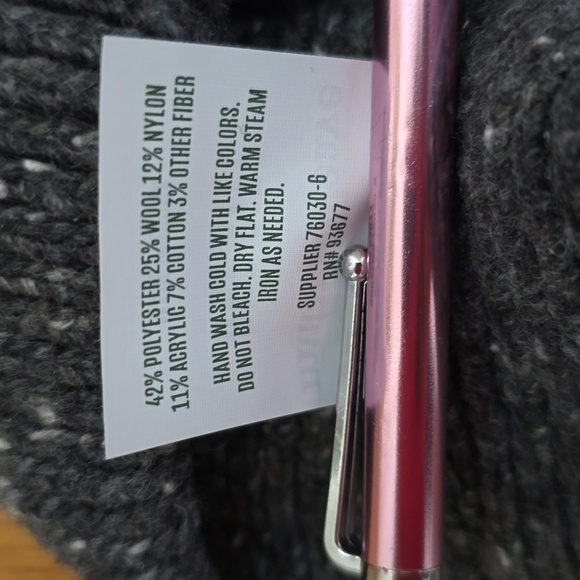 42% POLYESTER 25% WOOL 12% NYLON
11% ACRYLIC 7% COTTON 3% OTHER FIBER
HAND WASH COLD WITH LIKE COLORS.
DO NOT BLEACH. DRY FLAT. WARM STEAM
IRON AS NEEDED.
SUPPLIER 76030-6
RN# 93677